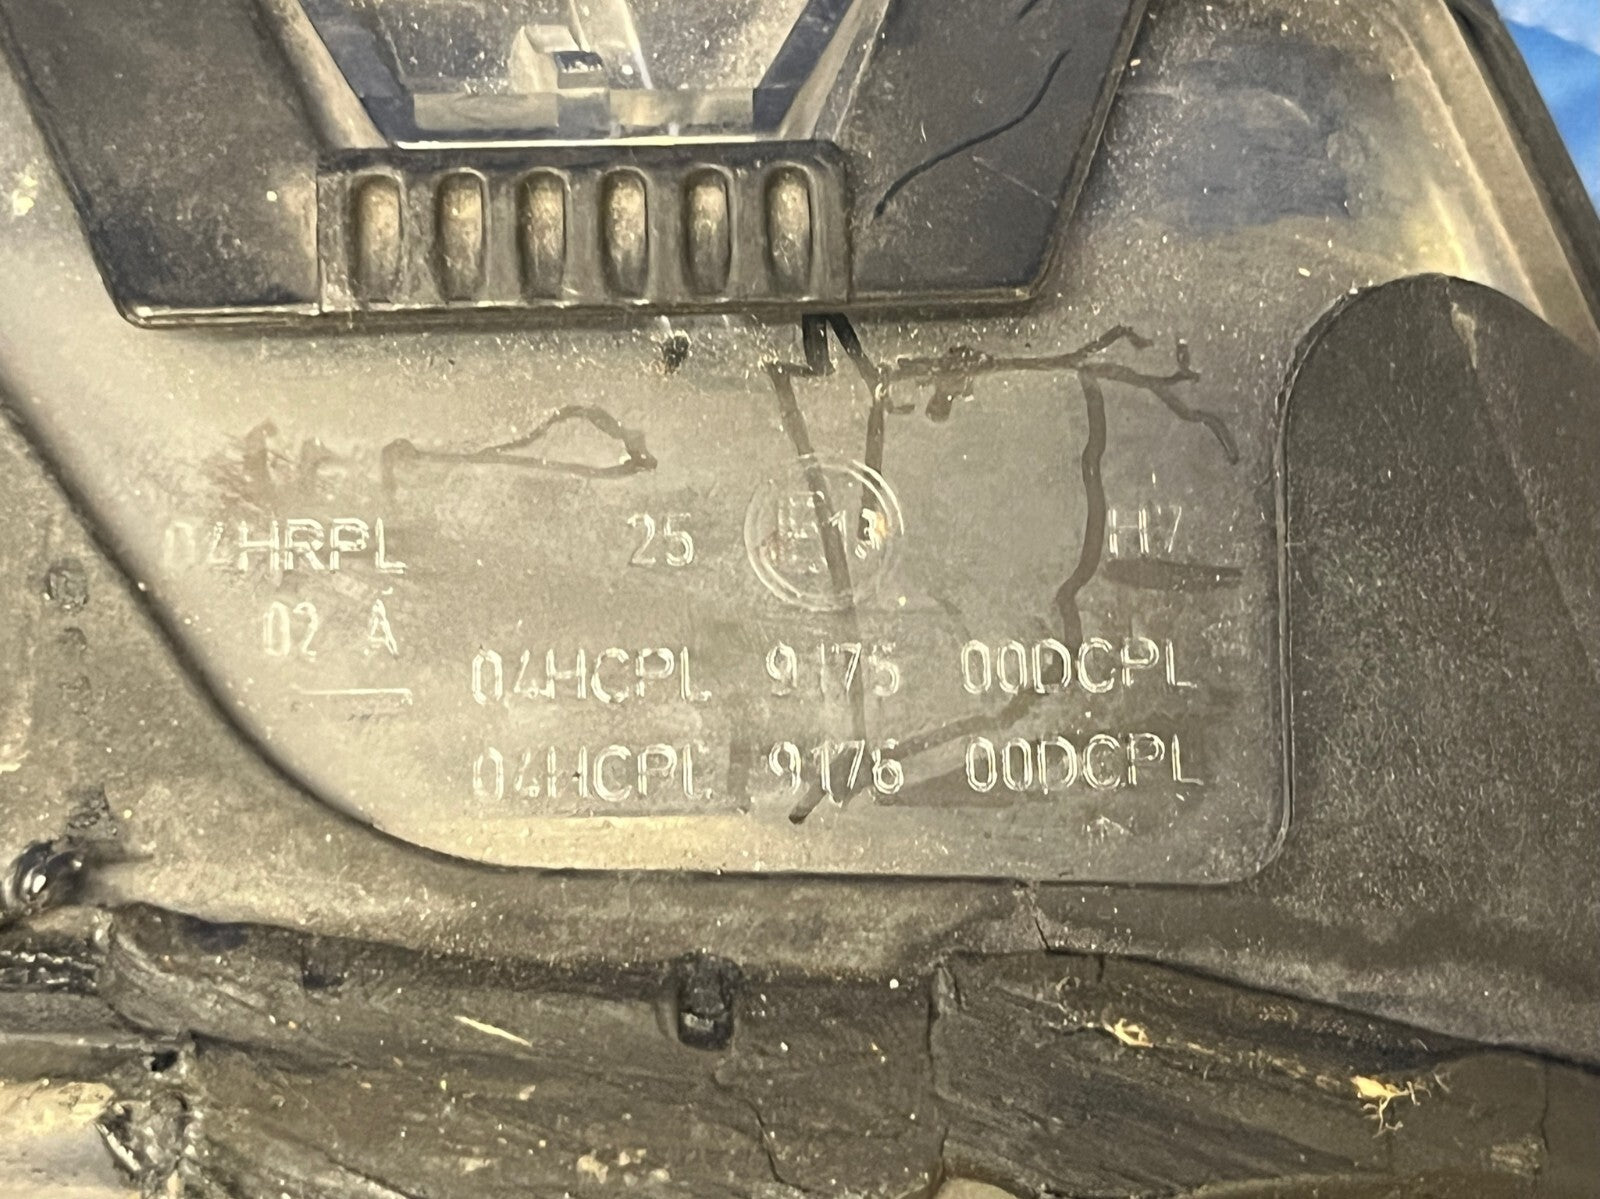 04HRPL 25 E13 H7
02 A
04HCPL 9175 00DCPL
04HCPL 9176 00DCPL